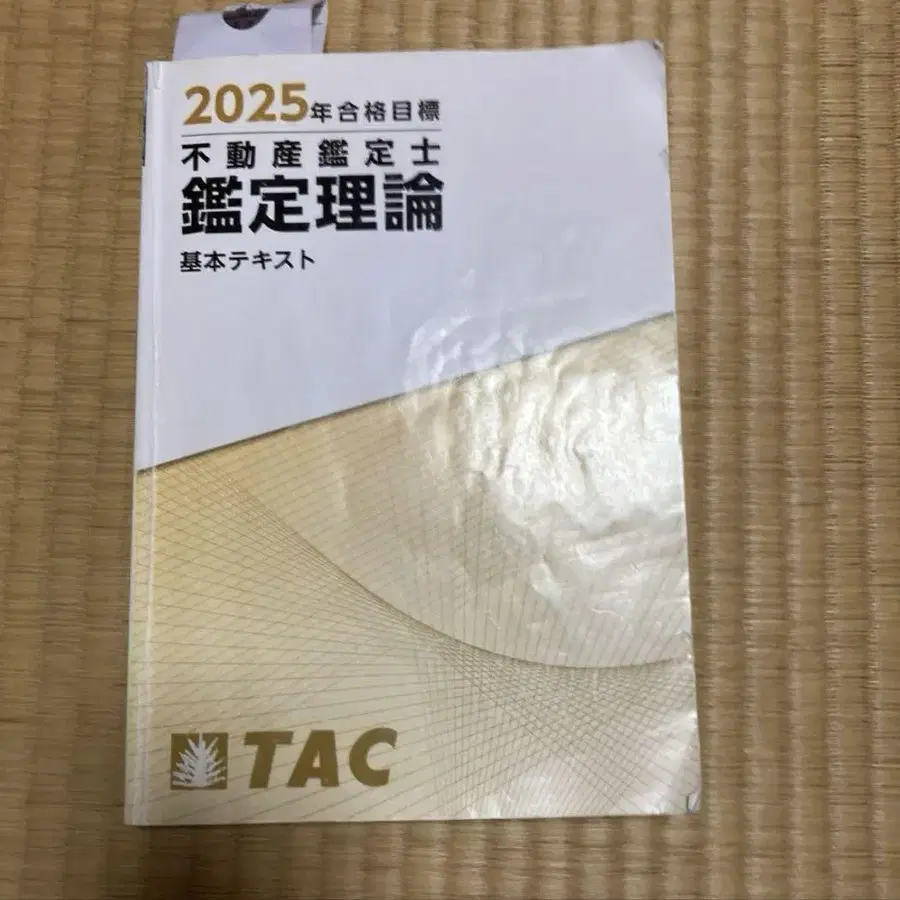 2025年合格目標
不動産鑑定士
鑑定理論
基本テキスト
TAC